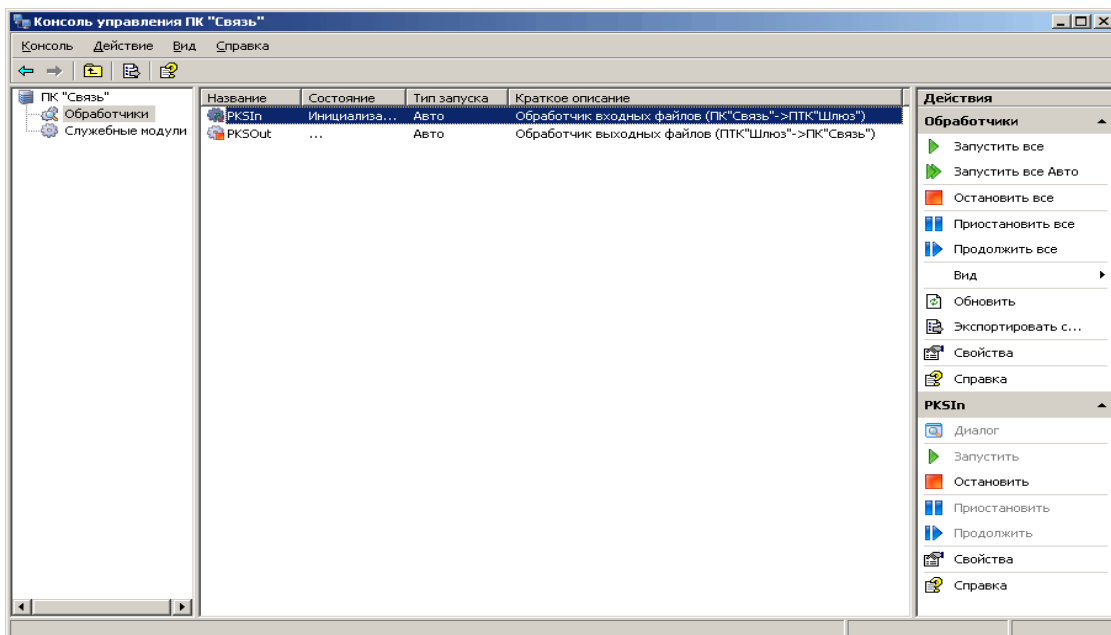 Консоль управления ПК "Связь"
Консоль Действие Вид Справка
ПК "Связь"
Обработчики
Служебные модули
Название Состояние Тип запуска Краткое описание
PKSIn Инициализа... Авто Обработчик входных файлов (ПК"Связь"->ПТК"Шлюз")
PKSOut ... Авто Обработчик выходных файлов (ПТК"Шлюз"->ПК"Связь")
Действия
Обработчики
Запустить все
Запустить все Авто
Остановить все
Приостановить все
Продолжить все
Вид
Обновить
Экспортировать с...
Свойства
Справка
PKSIn
Диалог
Запустить
Остановить
Приостановить
Продолжить
Свойства
Справка